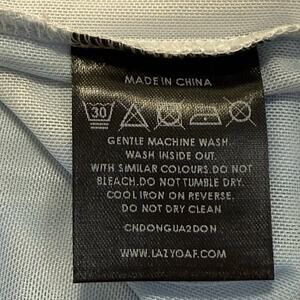 MADE IN CHINA
30
GENTLE MACHINE WASH.
WASH INSIDE OUT.
WITH SIMILAR COLOURS.DO NOT
BLEACH.DO NOT TUMBLE DRY.
COOL IRON ON REVERSE.
DO NOT DRY CLEAN
CNDONGUA2DON
WWW.LAZYOAF.COM